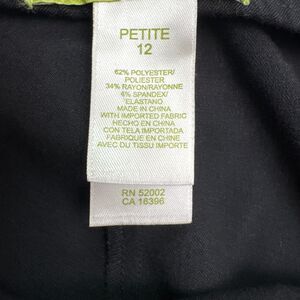 PETITE
12
62% POLYESTER/
POLIESTER
34% RAYON/RAYONNE
4% SPANDEX/
ELASTANO
MADE IN CHINA
WITH IMPORTED FABRIC
HECHO EN CHINA
CON TELA IMPORTADA
FABRIQUE EN CHINE
AVEC DU TISSU IMPORTE
RN 52002
CA 18396